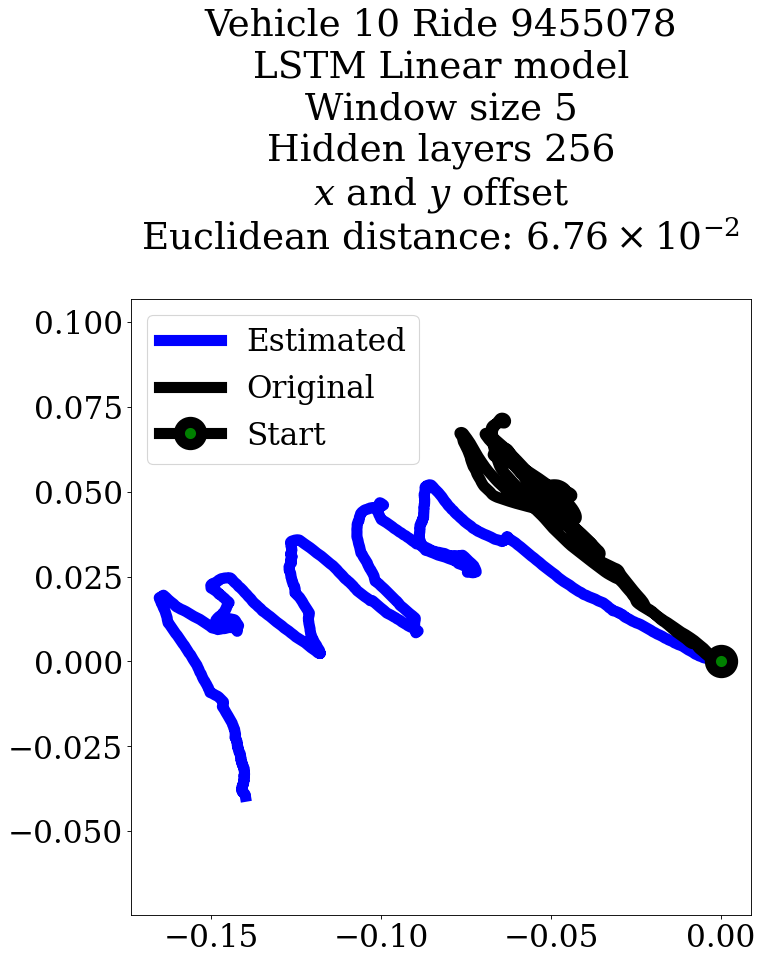 Vehicle 10 Ride 9455078
LSTM Linear model
Window size 5
Hidden layers 256
x and y offset
Euclidean distance: 6.76 × 10⁻²
Estimated
Original
Start
0.100
0.075
0.050
0.025
0.000
−0.025
−0.050
−0.15 −0.10 −0.05 0.00